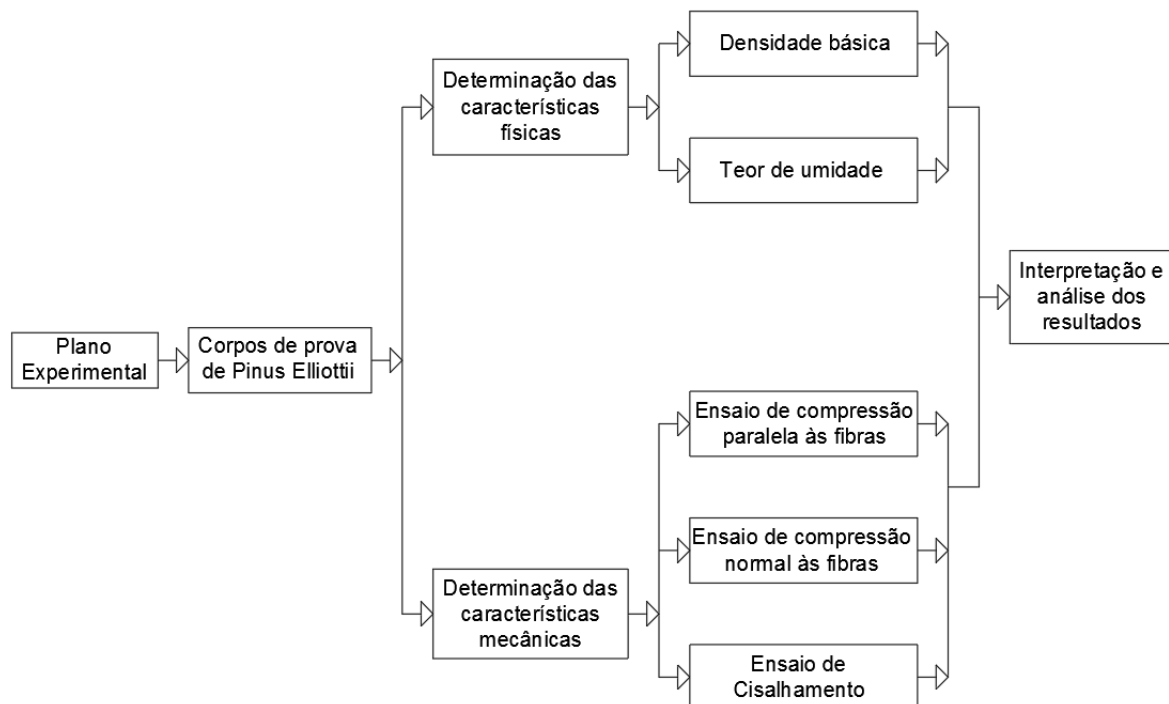 Plano
Experimental
Corpos de prova
de Pinus Elliottii
Determinação das
características
físicas
Densidade básica
Teor de umidade
Determinação das
características
mecânicas
Ensaio de compressão
paralela às fibras
Ensaio de compressão
normal às fibras
Ensaio de
Cisalhamento
Interpretação e
análise dos
resultados